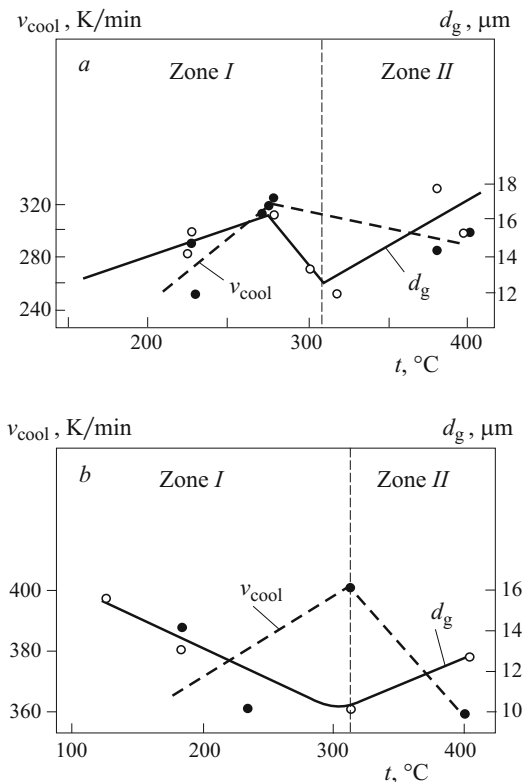 v_cool , K/min d_g , μm
a Zone I Zone II
18
320 16
280 14
v_cool d_g
240 12
200 300 400
t, °C
v_cool , K/min d_g , μm
b Zone I Zone II
400 v_cool 16
d_g 14
380
12
360 10
100 200 300 400
t, °C